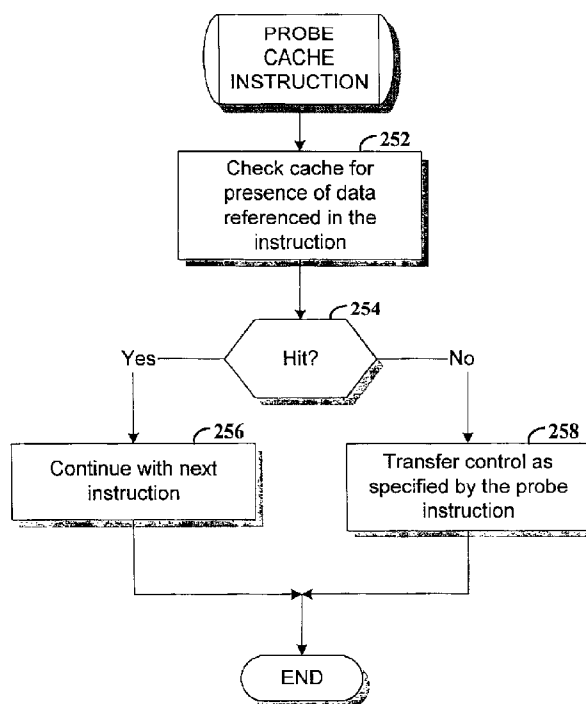 PROBE
CACHE
INSTRUCTION
252
Check cache for
presence of data
referenced in the
instruction
254
Yes
Hit?
No
256
Continue with next
instruction
258
Transfer control as
specified by the probe
instruction
END